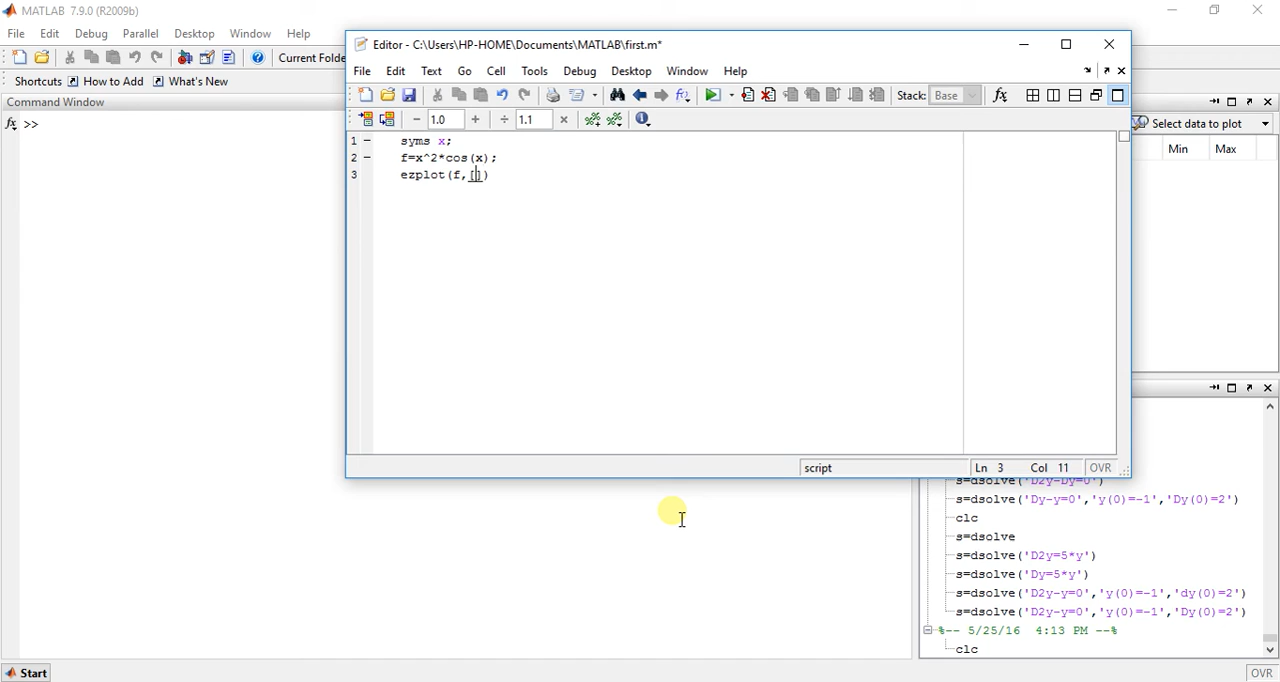 MATLAB 7.9.0 (R2009b)
File Edit Debug Parallel Desktop Window Help
Current Folde
Shortcuts How to Add What's New
Command Window
fx >>
Editor - C:\Users\HP-HOME\Documents\MATLAB\first.m*
File Edit Text Go Cell Tools Debug Desktop Window Help
Stack: Base fx
− 1.0 + ÷ 1.1 ×
1 − syms x;
2 − f=x^2*cos(x);
3 ezplot(f,[])
script Ln 3 Col 11 OVR
Select data to plot
Min Max
s=dsolve('D2y-Dy=0')
s=dsolve('Dy-y=0','y(0)=-1','Dy(0)=2')
clc
s=dsolve
s=dsolve('D2y=5*y')
s=dsolve('Dy=5*y')
s=dsolve('D2y-y=0','y(0)=-1','dy(0)=2')
s=dsolve('D2y-y=0','y(0)=-1','Dy(0)=2')
%-- 5/25/16 4:13 PM --%
clc
Start
OVR